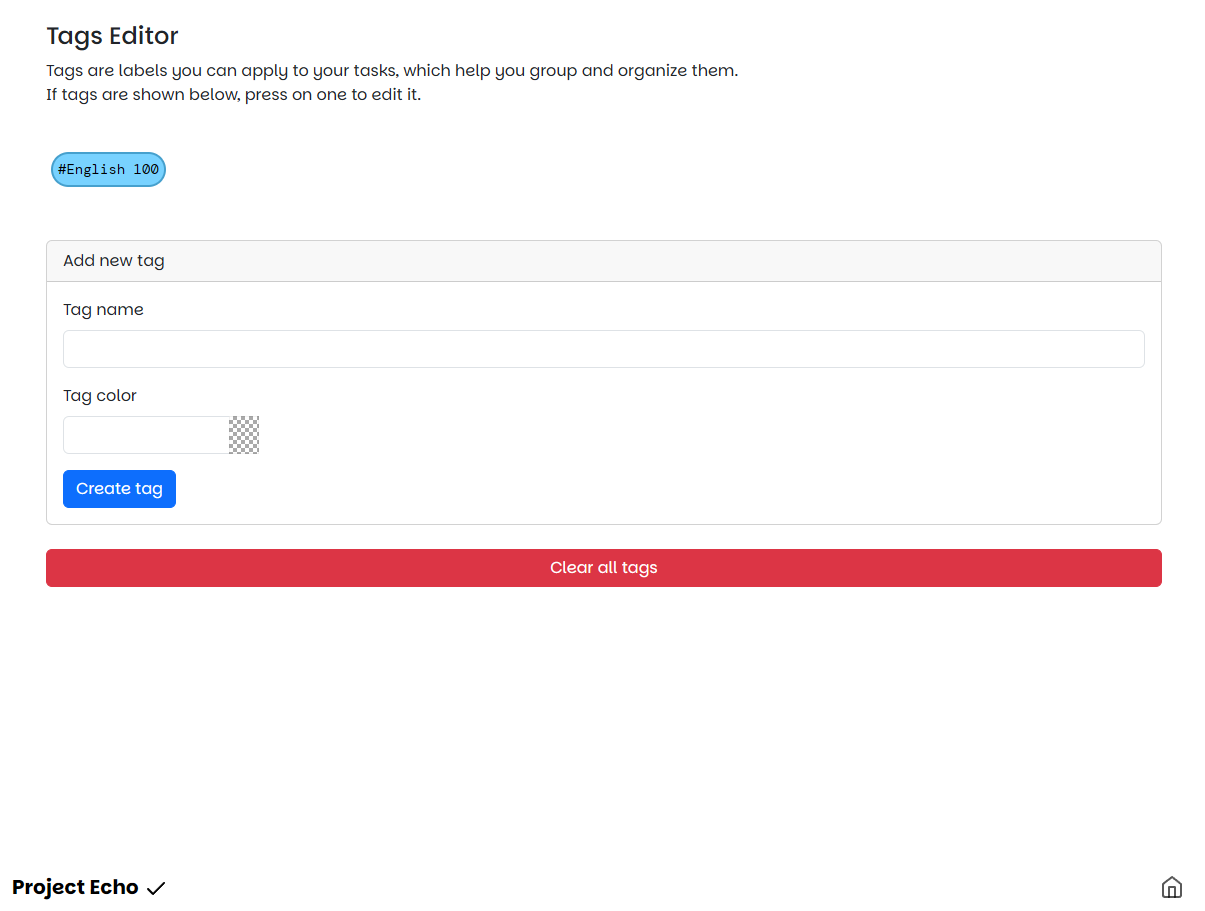 Tags Editor
Tags are labels you can apply to your tasks, which help you group and organize them.
If tags are shown below, press on one to edit it.
#English 100
Add new tag
Tag name
Tag color
Create tag
Clear all tags
Project Echo